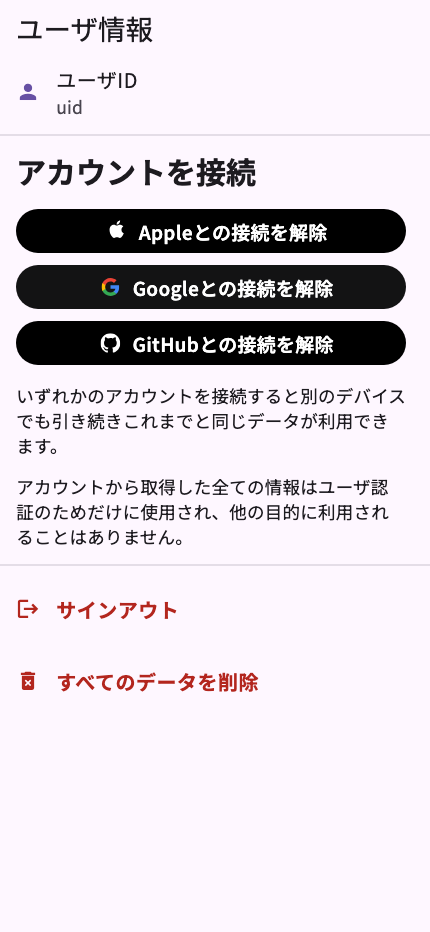 ユーザ情報
ユーザID
uid
アカウントを接続
Appleとの接続を解除
Googleとの接続を解除
GitHubとの接続を解除
いずれかのアカウントを接続すると別のデバイス
でも引き続きこれまでと同じデータが利用でき
ます。
アカウントから取得した全ての情報はユーザ認
証のためだけに使用され、他の目的に利用され
ることはありません。
サインアウト
すべてのデータを削除